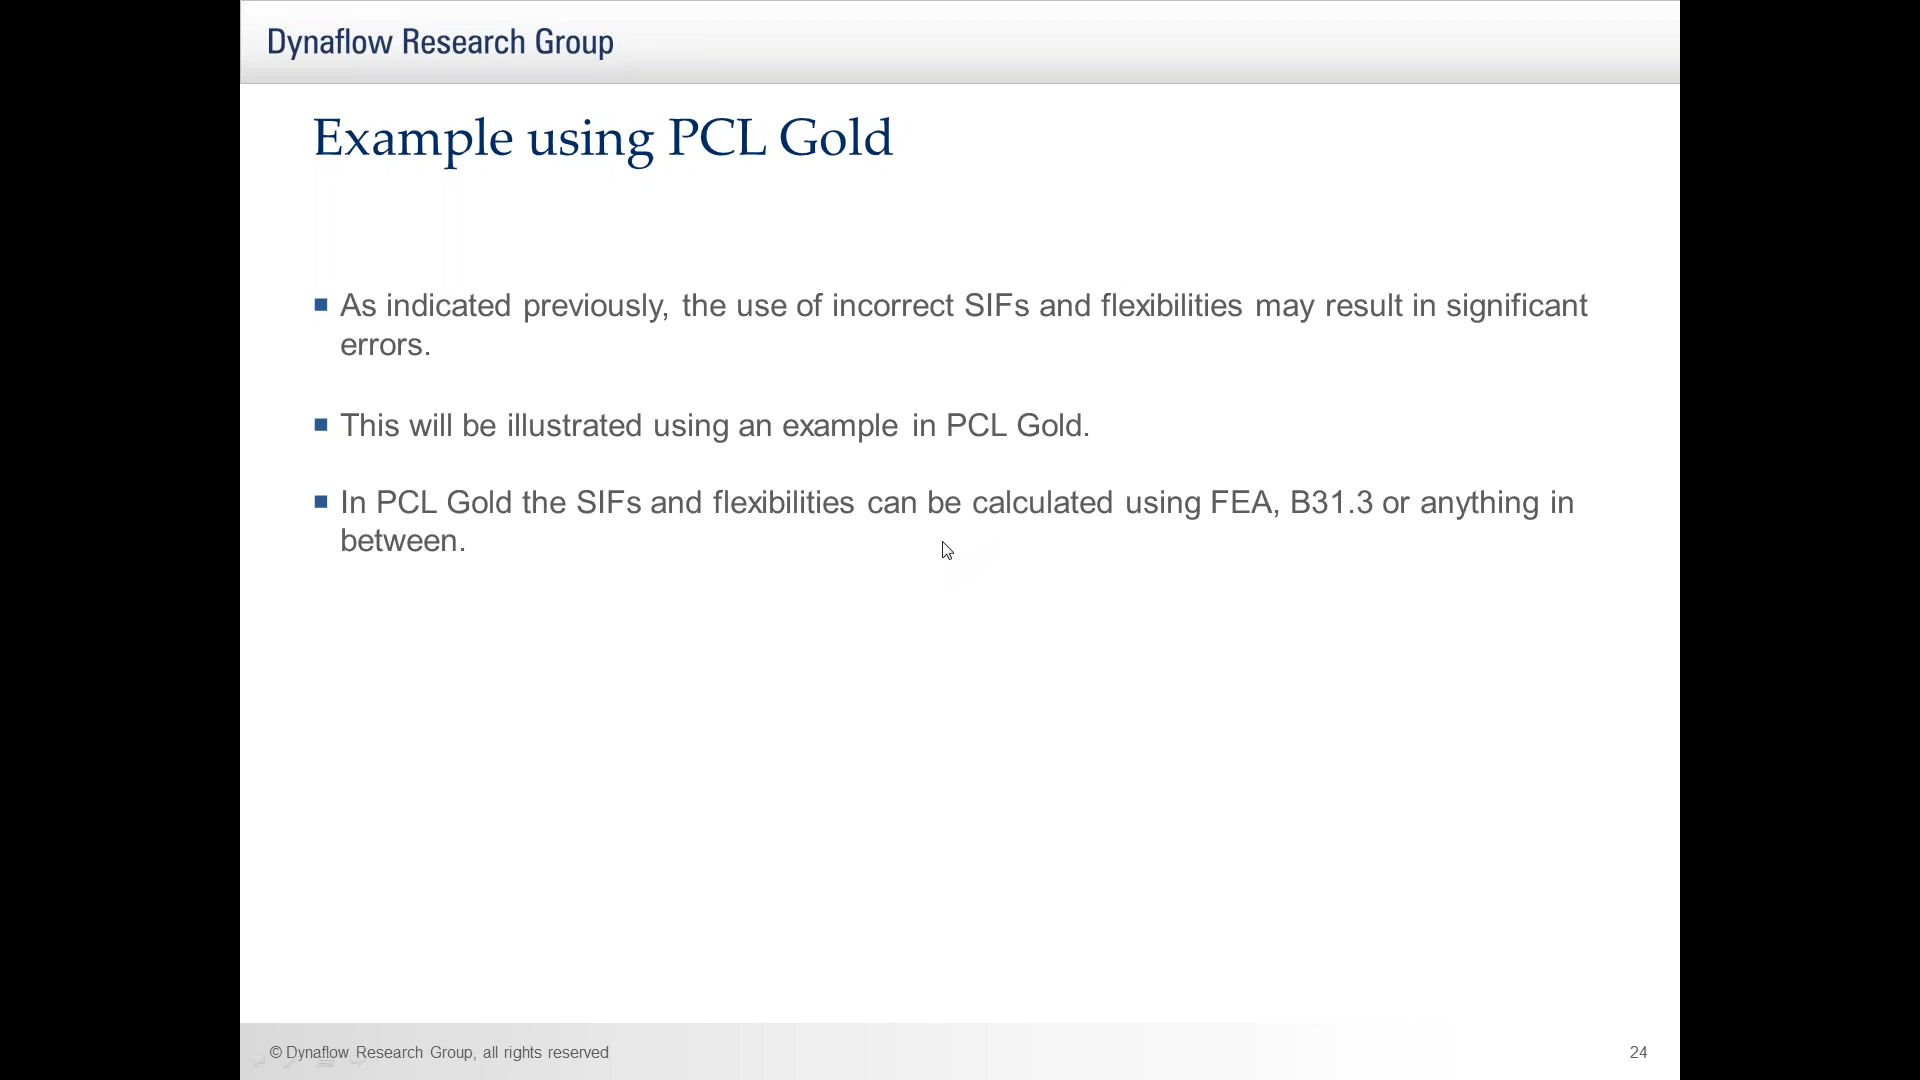 Dynaflow Research Group
Example using PCL Gold
As indicated previously, the use of incorrect SIFs and flexibilities may result in significant
errors.
This will be illustrated using an example in PCL Gold.
In PCL Gold the SIFs and flexibilities can be calculated using FEA, B31.3 or anything in
between.
© Dynaflow Research Group, all rights reserved
24